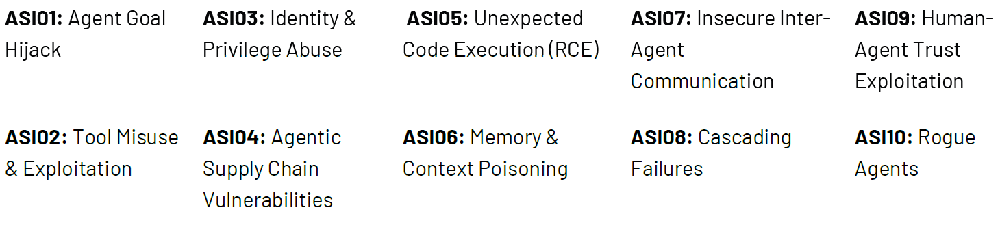 ASI01: Agent Goal
Hijack
ASI03: Identity &
Privilege Abuse
ASI05: Unexpected
Code Execution (RCE)
ASI07: Insecure Inter-
Agent
Communication
ASI09: Human-
Agent Trust
Exploitation
ASI02: Tool Misuse
& Exploitation
ASI04: Agentic
Supply Chain
Vulnerabilities
ASI06: Memory &
Context Poisoning
ASI08: Cascading
Failures
ASI10: Rogue
Agents